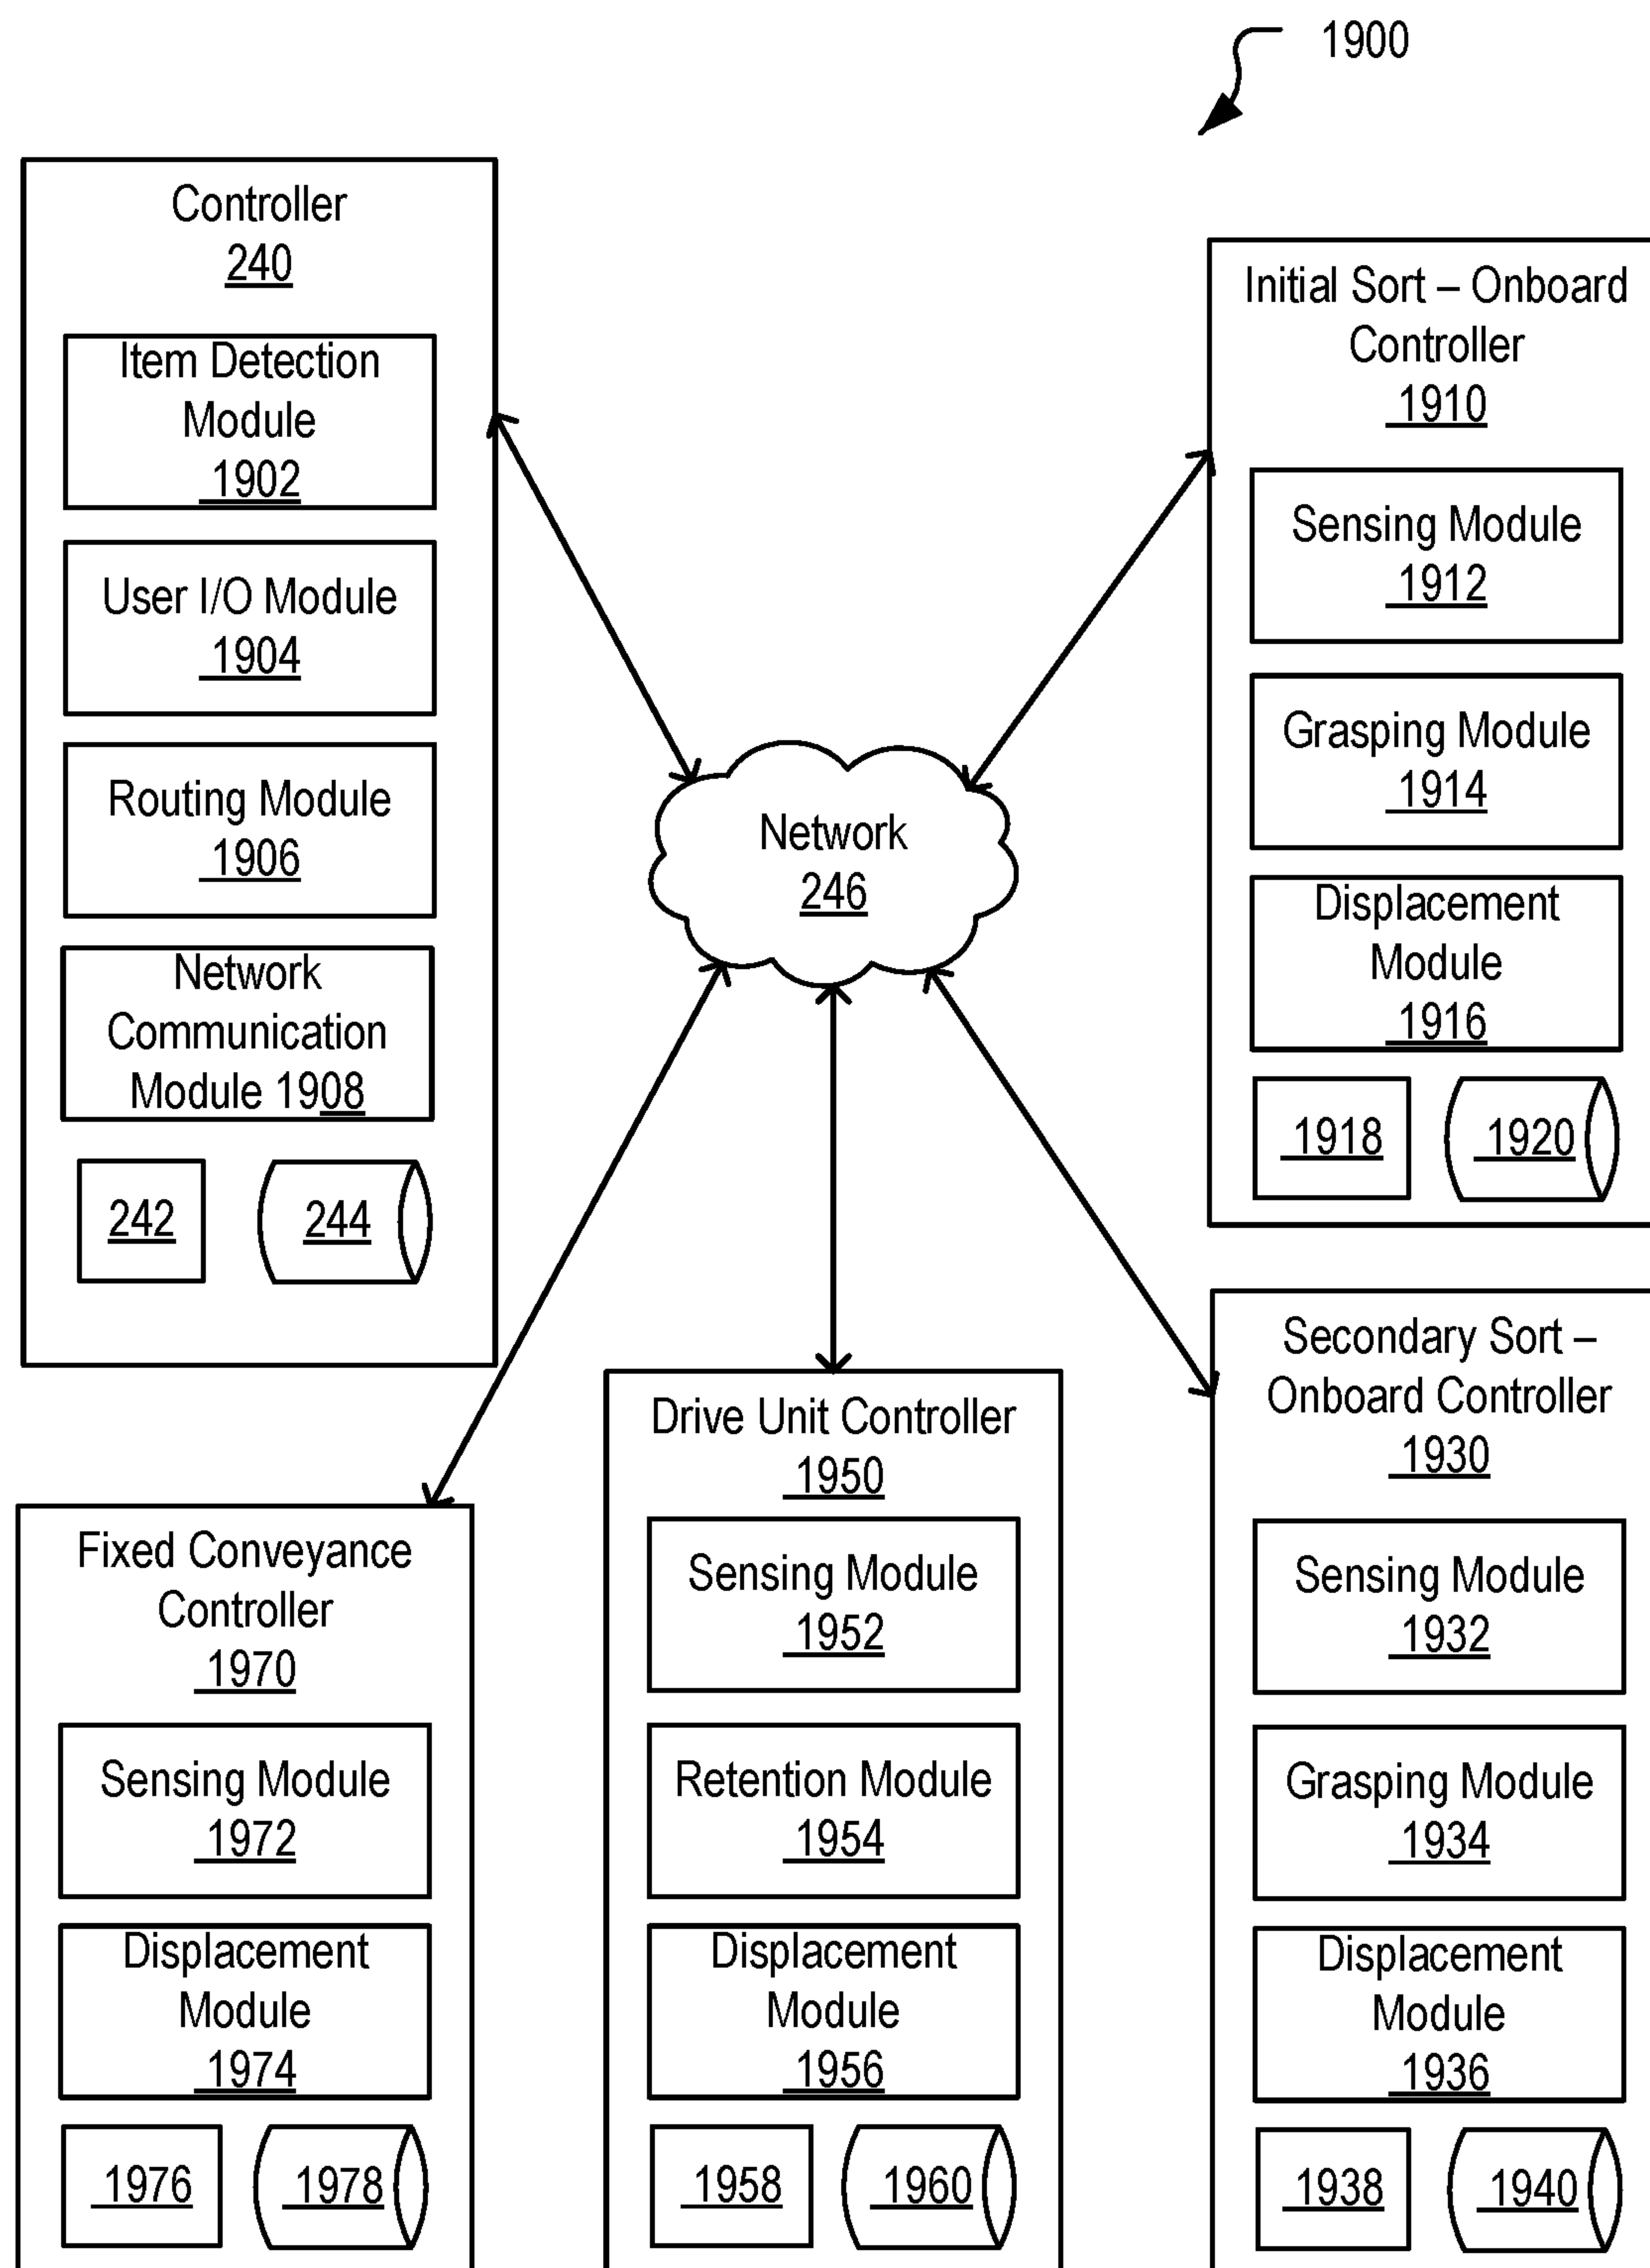 1900
Controller
240
Item Detection
Module
1902
User I/O Module
1904
Routing Module
1906
Network
Communication
Module 1908
242
244
Initial Sort – Onboard
Controller
1910
Sensing Module
1912
Grasping Module
1914
Displacement
Module
1916
1918
1920
Network
246
Fixed Conveyance
Controller
1970
Sensing Module
1972
Displacement
Module
1974
1976
1978
Drive Unit Controller
1950
Sensing Module
1952
Retention Module
1954
Displacement
Module
1956
1958
1960
Secondary Sort –
Onboard Controller
1930
Sensing Module
1932
Grasping Module
1934
Displacement
Module
1936
1938
1940